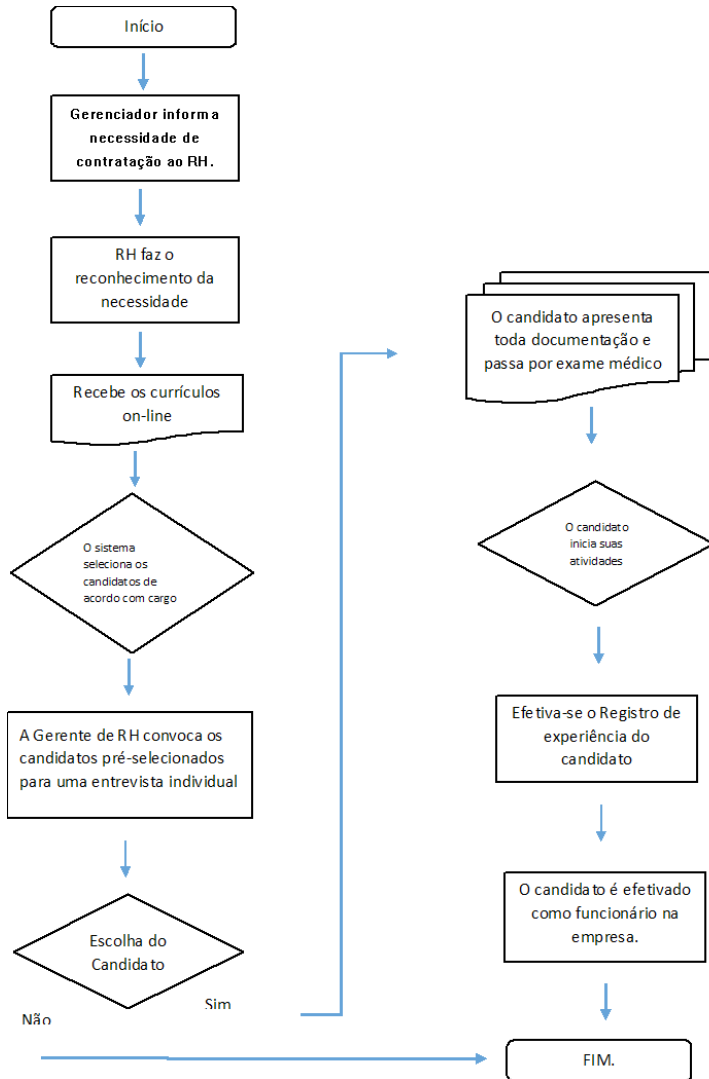 Início
Gerenciador informa
necessidade de
contratação ao RH.
RH faz o
reconhecimento da
necessidade
Recebe os currículos
on-line
O sistema
seleciona os
candidatos de
acordo com cargo
A Gerente de RH convoca os
candidatos pré-selecionados
para uma entrevista individual
Escolha do
Candidato
Sim
Não
O candidato apresenta
toda documentação e
passa por exame médico
O candidato
inicia suas
atividades
Efetiva-se o Registro de
experiência do
candidato
O candidato é efetivado
como funcionário na
empresa.
FIM.